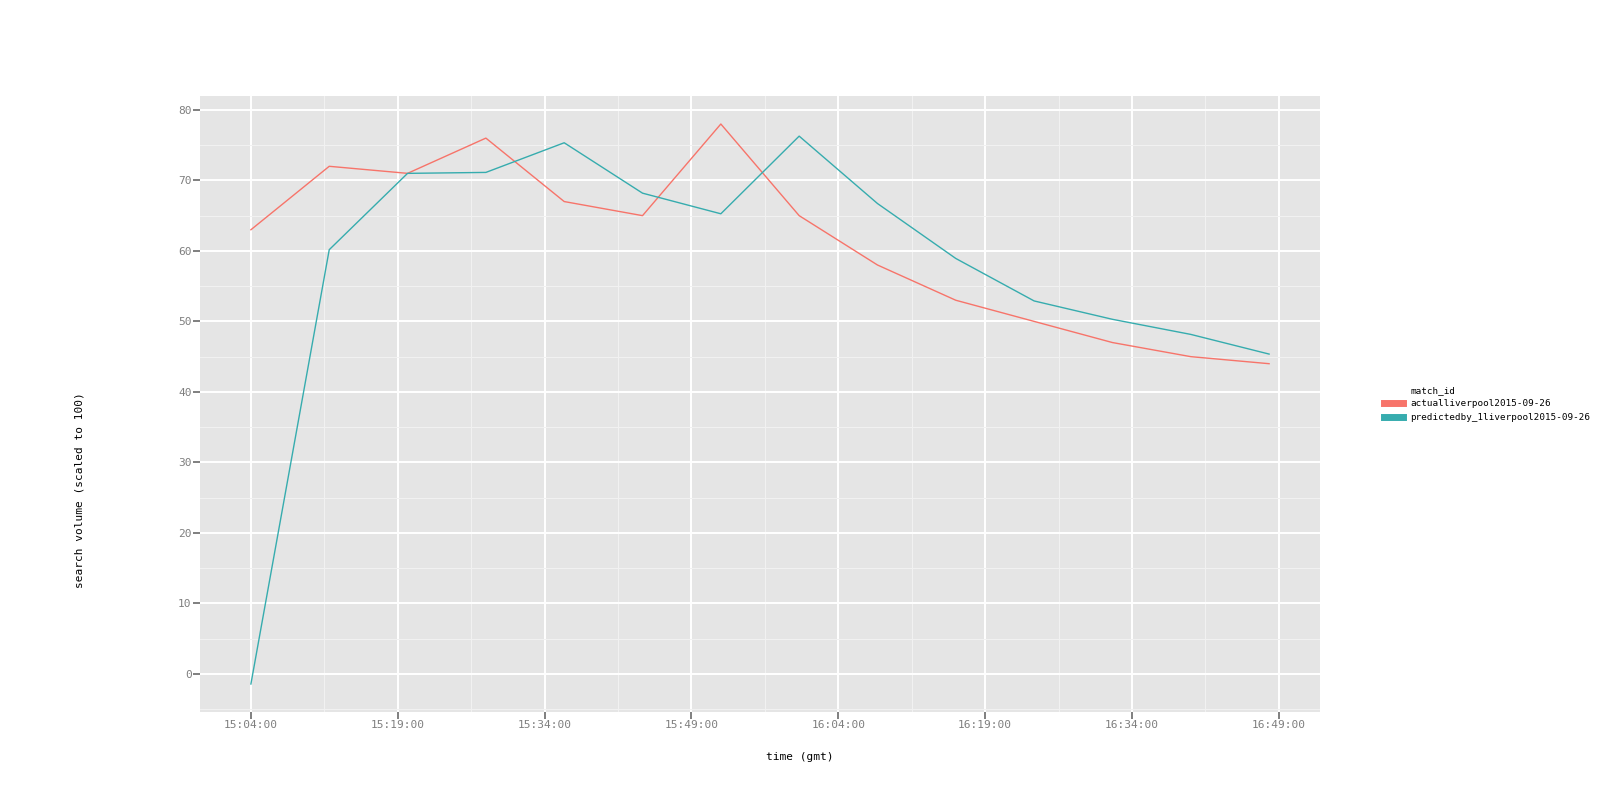 80
70
60
50
40
30
20
10
0
search volume (scaled to 100)
15:04:00 15:19:00 15:34:00 15:49:00 16:04:00 16:19:00 16:34:00 16:49:00
time (gmt)
match_id
actualliverpool2015-09-26
predictedby_1liverpool2015-09-26